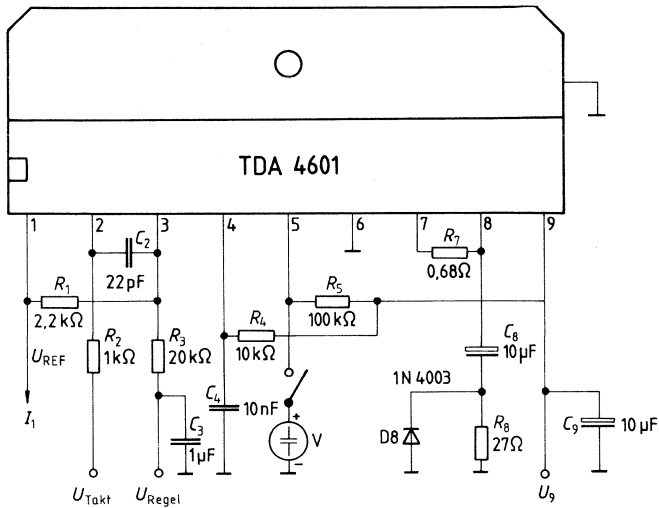 TDA 4601
1 2 3 4 5 6 7 8 9
C2
22pF
R7
0,68Ω
R1
2,2kΩ
R5
100kΩ
R4
10kΩ
R2
1kΩ
R3
20kΩ
UREF
C8
10µF
I1
C4
10nF
1N 4003
C3
1µF
+
V
–
D8
R8
27Ω
C9
10µF
UTakt
URegel
U9